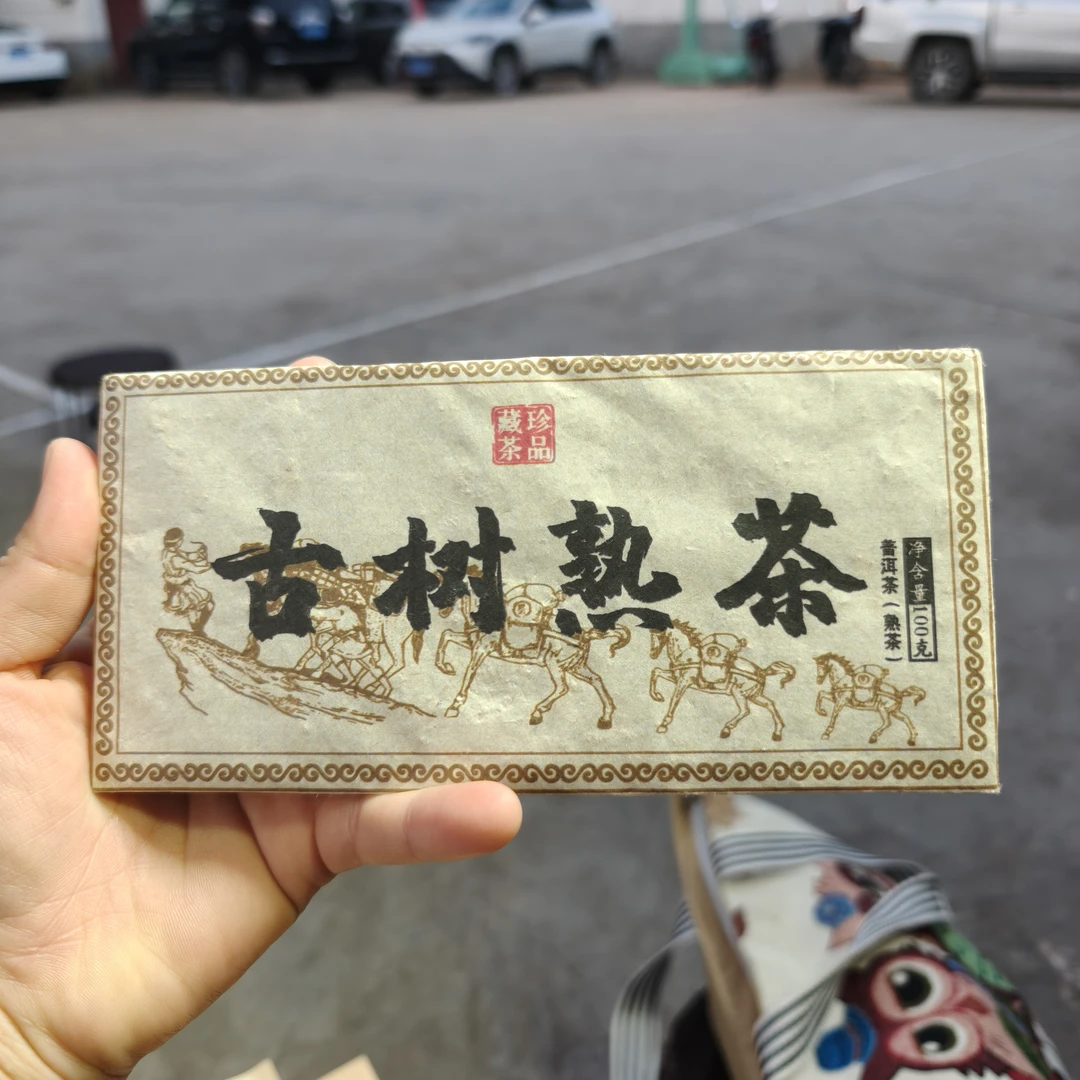 珍品
藏茶
古树熟茶
普洱茶(熟茶)
净含量100克